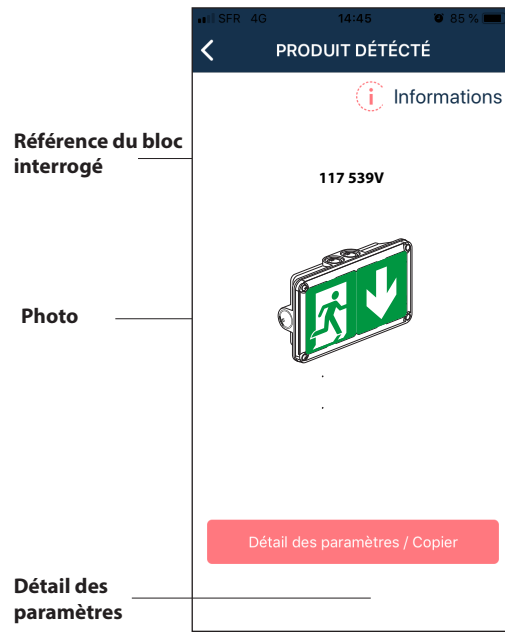 SFR 4G 14:45 85 %
PRODUIT DÉTÉCTÉ
i Informations
Référence du bloc
interrogé
117 539V
Photo
Détail des paramètres / Copier
Détail des
paramètres